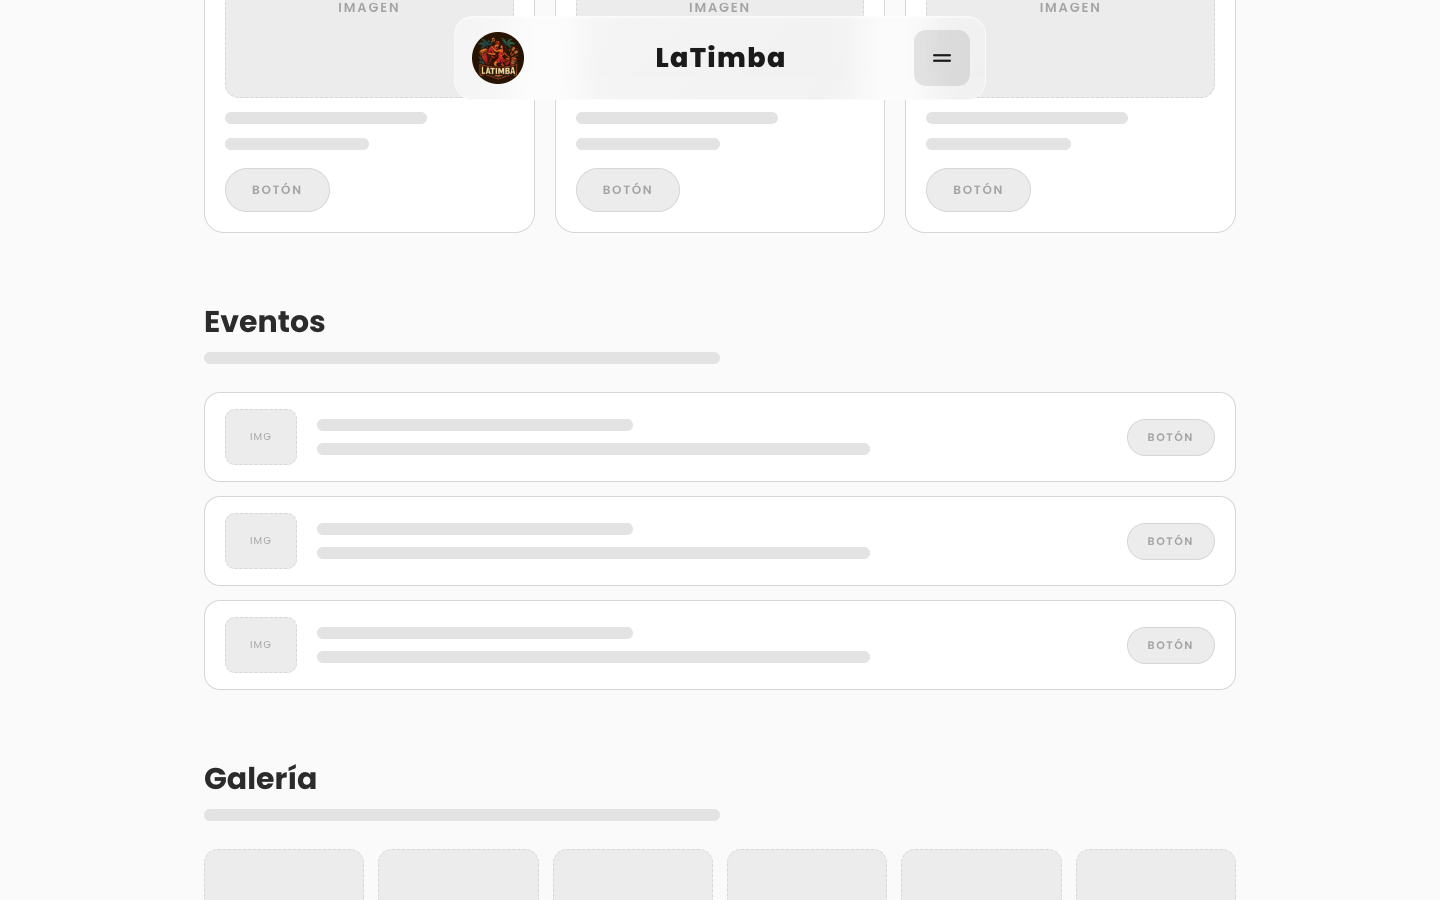 IMAGEN
IMAGEN
IMAGEN
LATIMBA
LaTimba
BOTÓN
BOTÓN
BOTÓN
Eventos
IMG
BOTÓN
IMG
BOTÓN
IMG
BOTÓN
Galería